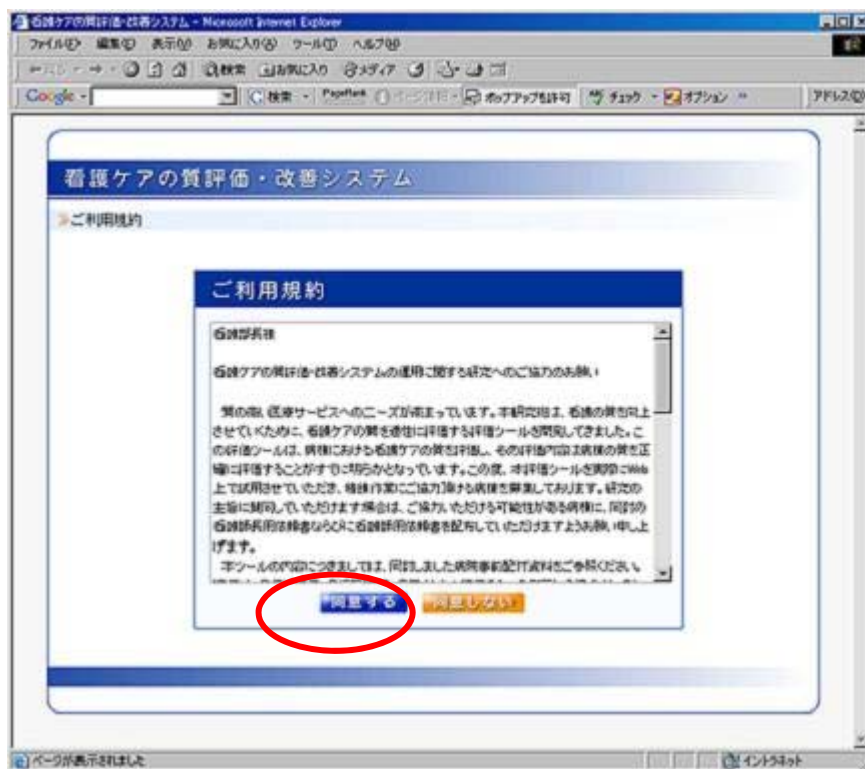 看護ケアの質評価・改善システム - Microsoft Internet Explorer
ファイル(F) 編集(E) 表示(V) お気に入り(A) ツール(T) ヘルプ(H)
検索 お気に入り メディア
Google - 検索 - PageRank ポップアップを許可 チェック - オプション アドレス(D)
看護ケアの質評価・改善システム
ご利用規約
ご利用規約
看護部長様
看護ケアの質評価・改善システムの運用に関する研究へのご協力のお願い
質の高い医療サービスへのニーズが高まっています。本研究班は、看護の質を向上
させていくために、看護ケアの質を適性に評価する評価ツールを開発してきました。こ
の評価ツールは、病棟における看護ケアの質を評価し、その評価内容は病棟の質を正
確に評価することがすでに明らかとなっています。この度、本評価ツールを実際にWeb
上で試用させていただき、精錬作業にご協力頂ける病棟を募集しております。研究の
主旨に賛同していただけます場合は、ご協力いただける可能性がある病棟に、同封の
看護師長用依頼書ならびに看護師用依頼書を配布していただけますようお願い申し上
げます。
本ツールの内容につきましては、同封しました病院事前配付資料をご参照ください。
同意する 同意しない
ページが表示されました イントラネット